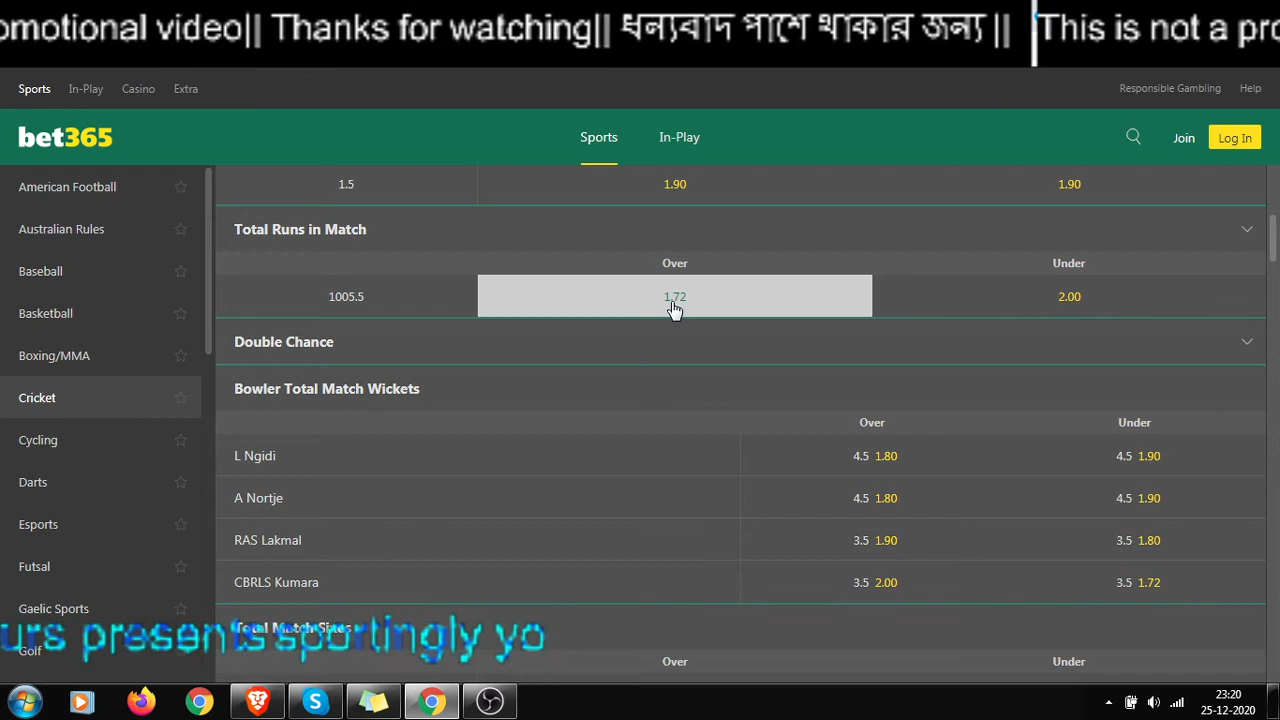 omotional video|| Thanks for watching|| ধন্যবাদ পাশে থাকার জন্য || This is not a pro
Sports In-Play Casino Extra Responsible Gambling Help
bet365 Sports In-Play Join Log In
American Football
Australian Rules
Baseball
Basketball
Boxing/MMA
Cricket
Cycling
Darts
Esports
Futsal
Gaelic Sports
Golf
1.5 1.90 1.90
Total Runs in Match
Over Under
1005.5 1.72 2.00
Double Chance
Bowler Total Match Wickets
Over Under
L Ngidi 4.5 1.80 4.5 1.90
A Nortje 4.5 1.80 4.5 1.90
RAS Lakmal 3.5 1.90 3.5 1.80
CBRLS Kumara 3.5 2.00 3.5 1.72
Total Match Sixes
urs presents sportingly yo
Over Under
23:20
25-12-2020